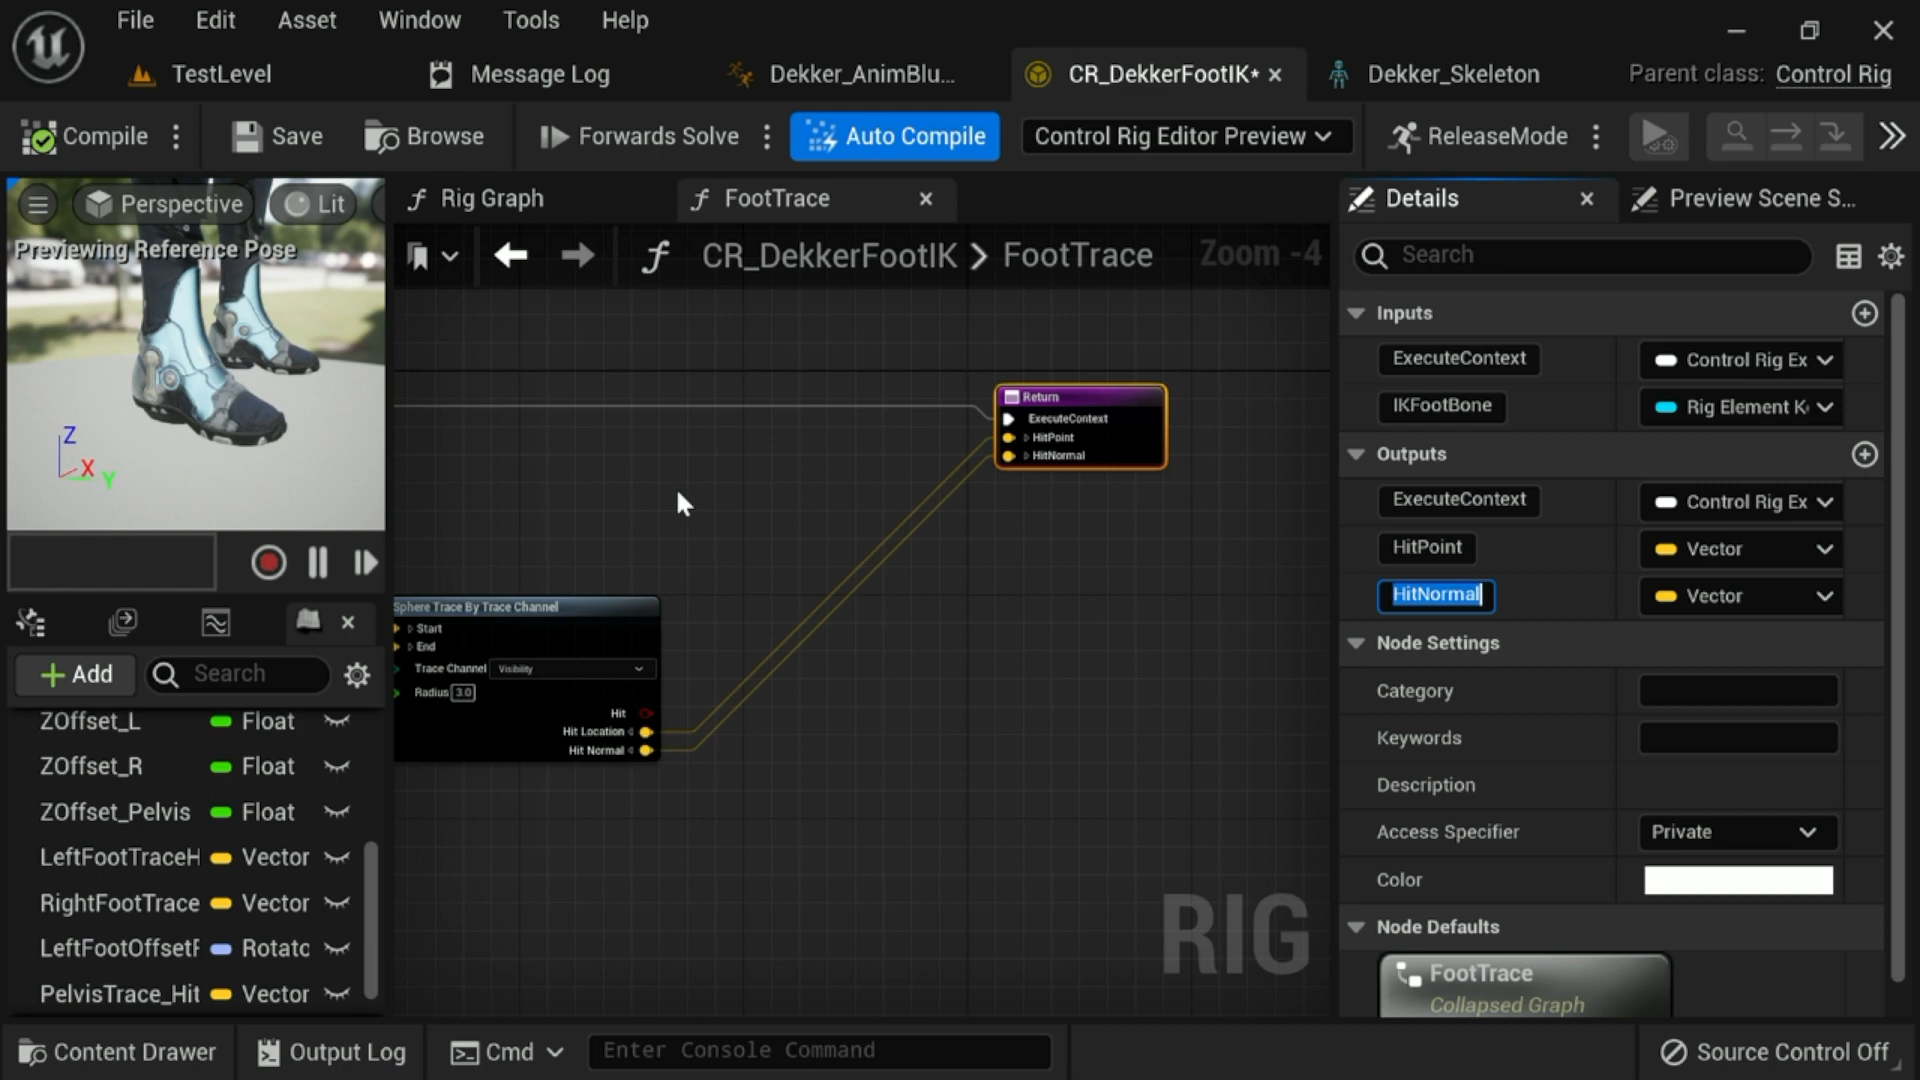 File Edit Asset Window Tools Help
TestLevel
Message Log
Dekker_AnimBlu...
CR_DekkerFootIK*
Dekker_Skeleton
Parent class: Control Rig
Compile
Save
Browse
Forwards Solve
Auto Compile
Control Rig Editor Preview
ReleaseMode
Perspective
Lit
Previewing Reference Pose
Z
X
Y
Rig Graph
FootTrace
CR_DekkerFootIK > FootTrace
Zoom -4
Return
ExecuteContext
HitPoint
HitNormal
Sphere Trace By Trace Channel
Start
End
Trace Channel Visibility
Radius 3.0
Hit
Hit Location
Hit Normal
RIG
+ Add
Search
ZOffset_L Float
ZOffset_R Float
ZOffset_Pelvis Float
LeftFootTraceH Vector
RightFootTrace Vector
LeftFootOffsetF Rotatc
PelvisTrace_Hit Vector
Details
Preview Scene S...
Search
Inputs
ExecuteContext Control Rig Ex
IKFootBone Rig Element K
Outputs
ExecuteContext Control Rig Ex
HitPoint Vector
HitNormal Vector
Node Settings
Category
Keywords
Description
Access Specifier Private
Color
Node Defaults
FootTrace
Collapsed Graph
Content Drawer
Output Log
Cmd
Enter Console Command
Source Control Off